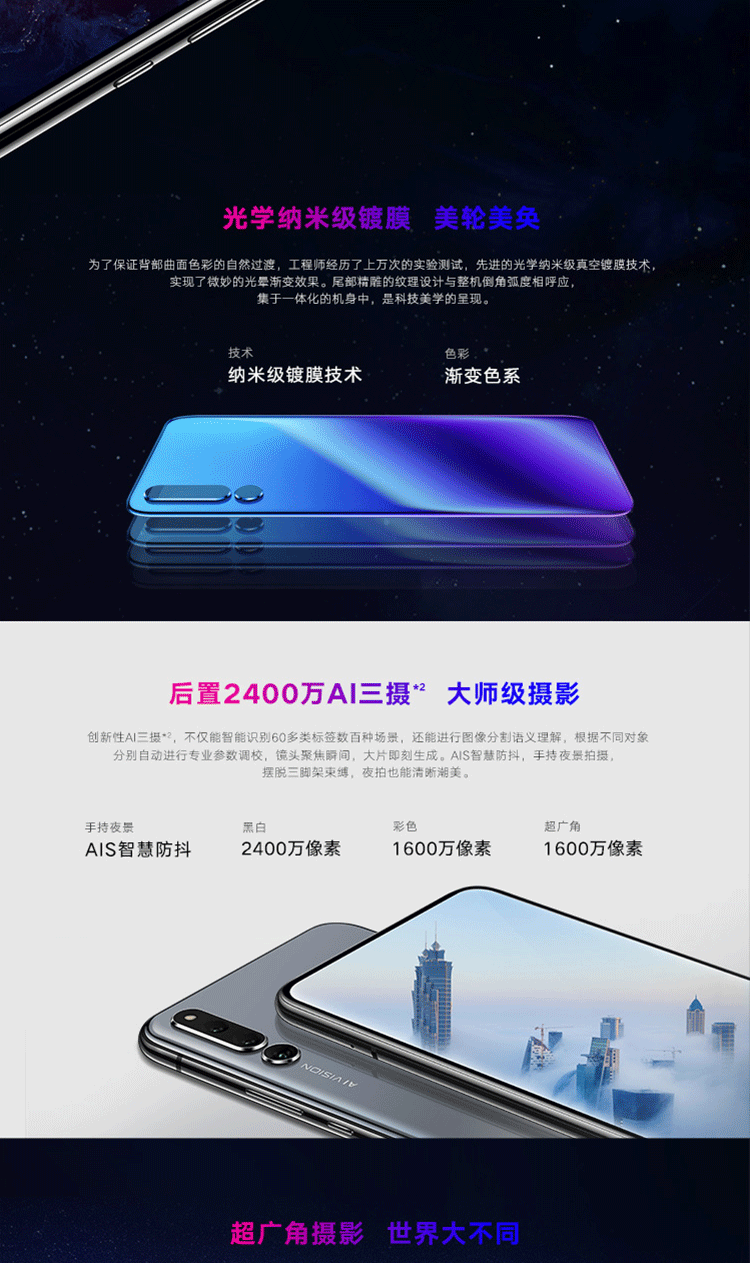 光学纳米级镀膜 美轮美奂
为了保证背部曲面色彩的自然过渡，工程师经历了上万次的实验测试，先进的光学纳米级真空镀膜技术，
实现了微妙的光晕渐变效果。尾部精雕的纹理设计与整机倒角弧度相呼应，
集于一体化的机身中，是科技美学的呈现。
技术 色彩
纳米级镀膜技术 渐变色系
后置2400万AI三摄*2 大师级摄影
创新性AI三摄*2，不仅能智能识别60多类标签数百种场景，还能进行图像分割语义理解，根据不同对象
分别自动进行专业参数调校，镜头聚焦瞬间，大片即刻生成。AIS智慧防抖，手持夜景拍摄，
摆脱三脚架束缚，夜拍也能清晰潮美。
手持夜景 黑白 彩色 超广角
AIS智慧防抖 2400万像素 1600万像素 1600万像素
AI VISION
超广角摄影 世界大不同